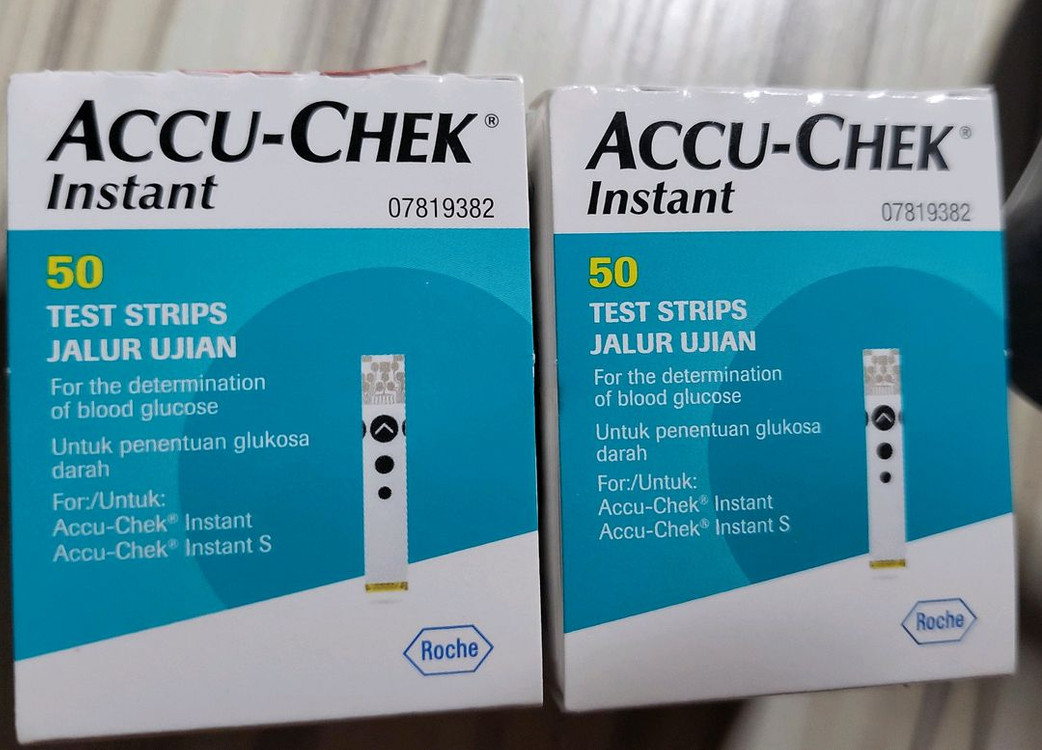 ACCU-CHEK®
Instant
07819382
50
TEST STRIPS
JALUR UJIAN
For the determination
of blood glucose
Untuk penentuan glukosa
darah
For:/Untuk:
Accu-Chek® Instant
Accu-Chek® Instant S
Roche
ACCU-CHEK®
Instant
07819382
50
TEST STRIPS
JALUR UJIAN
For the determination
of blood glucose
Untuk penentuan glukosa
darah
For:/Untuk:
Accu-Chek® Instant
Accu-Chek® Instant S
Roche